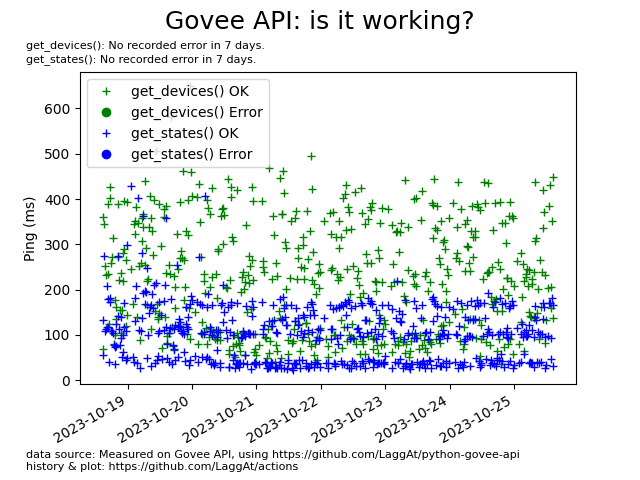 Govee API: is it working?
get_devices(): No recorded error in 7 days.
get_states(): No recorded error in 7 days.
get_devices() OK
get_devices() Error
get_states() OK
get_states() Error
Ping (ms)
600
500
400
300
200
100
0
2023-10-19
2023-10-20
2023-10-21
2023-10-22
2023-10-23
2023-10-24
2023-10-25
data source: Measured on Govee API, using https://github.com/LaggAt/python-govee-api
history & plot: https://github.com/LaggAt/actions